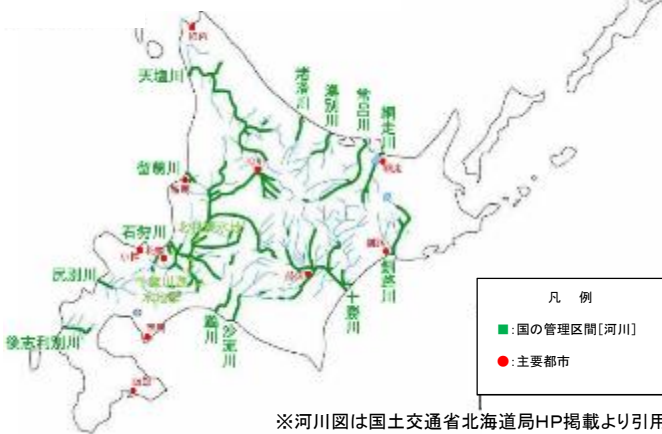 天塩川
渚滑川
湧別川
常呂川
網走川
留萌川
石狩川
尻別川
後志利別川
鵡川
沙流川
十勝川
釧路川
凡 例
■:国の管理区間[河川]
●:主要都市
※河川図は国土交通省北海道局HP掲載より引用